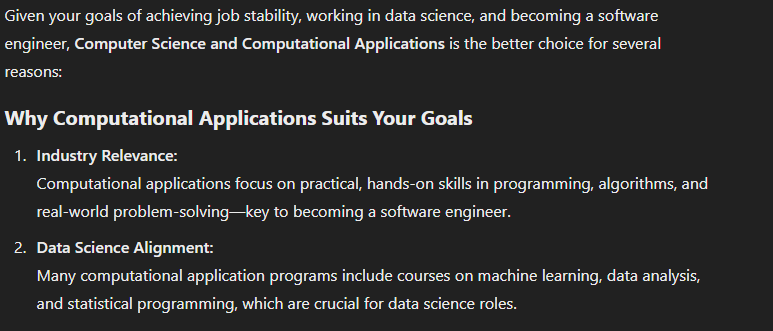 Given your goals of achieving job stability, working in data science, and becoming a software
engineer, Computer Science and Computational Applications is the better choice for several
reasons:
Why Computational Applications Suits Your Goals
1. Industry Relevance:
Computational applications focus on practical, hands-on skills in programming, algorithms, and
real-world problem-solving—key to becoming a software engineer.
2. Data Science Alignment:
Many computational application programs include courses on machine learning, data analysis,
and statistical programming, which are crucial for data science roles.